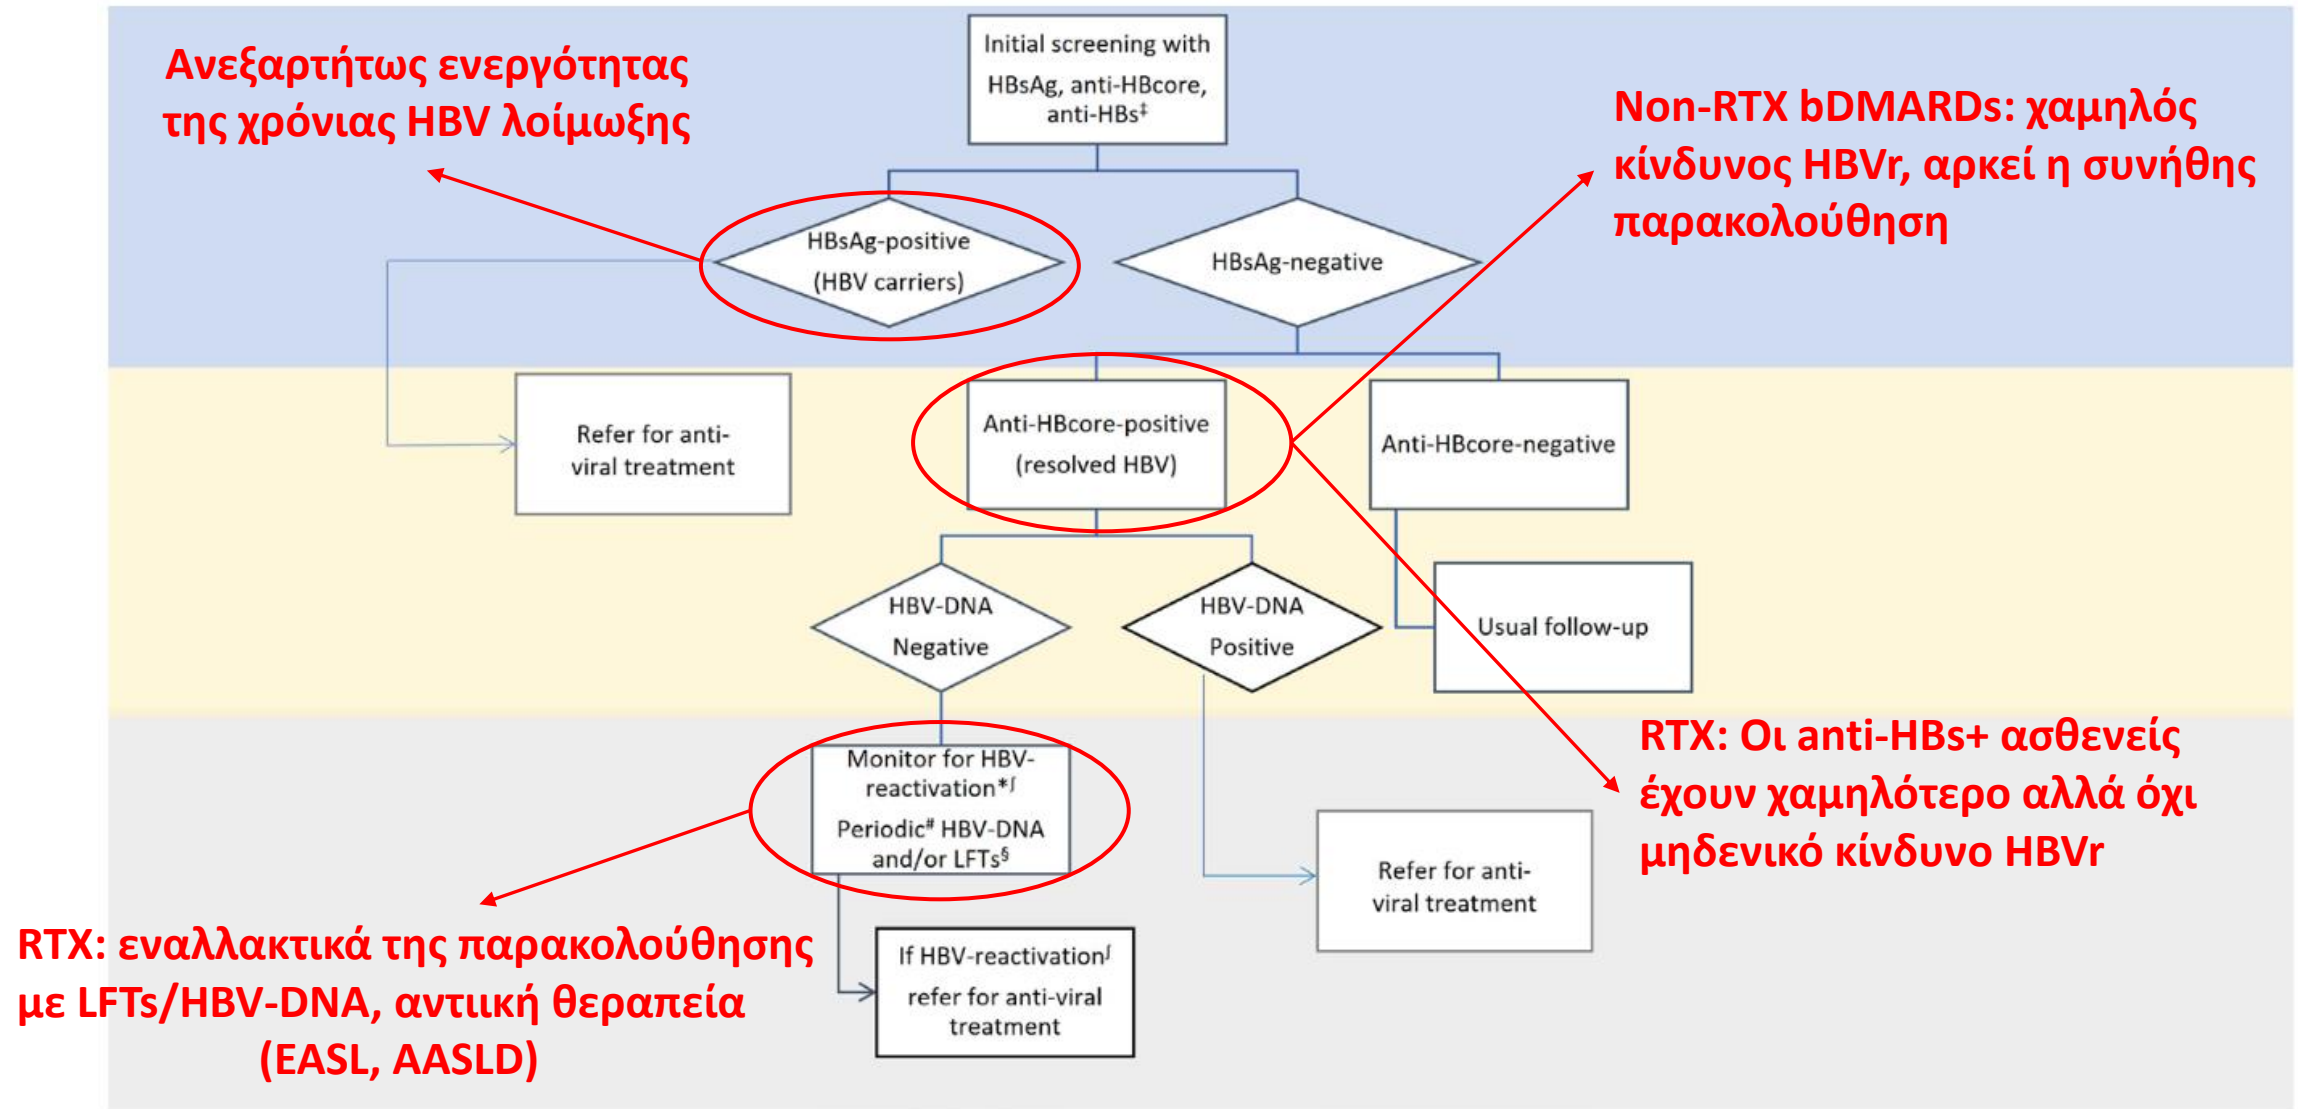 Initial screening with
HBsAg, anti-HBcore,
anti-HBs‡
Ανεξαρτήτως ενεργότητας
της χρόνιας HBV λοίμωξης
Non-RTX bDMARDs: χαμηλός
κίνδυνος HBVr, αρκεί η συνήθης
παρακολούθηση
HBsAg-positive
(HBV carriers)
HBsAg-negative
Refer for anti-
viral treatment
Anti-HBcore-positive
(resolved HBV)
Anti-HBcore-negative
HBV-DNA
Negative
HBV-DNA
Positive
Usual follow-up
Monitor for HBV-
reactivation*ʃ
Periodic# HBV-DNA
and/or LFTs§
RTX: Οι anti-HBs+ ασθενείς
έχουν χαμηλότερο αλλά όχι
μηδενικό κίνδυνο HBVr
Refer for anti-
viral treatment
RTX: εναλλακτικά της παρακολούθησης
με LFTs/HBV-DNA, αντιική θεραπεία
(EASL, AASLD)
If HBV-reactivationʃ
refer for anti-viral
treatment